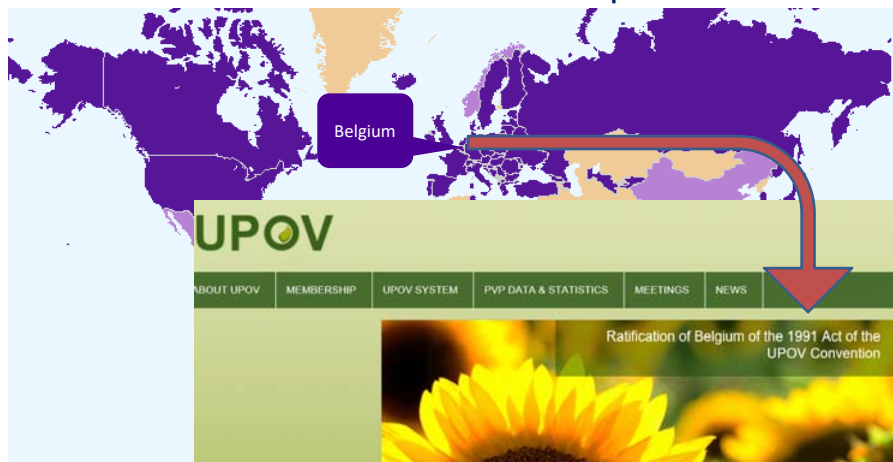 Belgium
UPOV
ABOUT UPOV MEMBERSHIP UPOV SYSTEM PVP DATA & STATISTICS MEETINGS NEWS
Ratification of Belgium of the 1991 Act of the
UPOV Convention